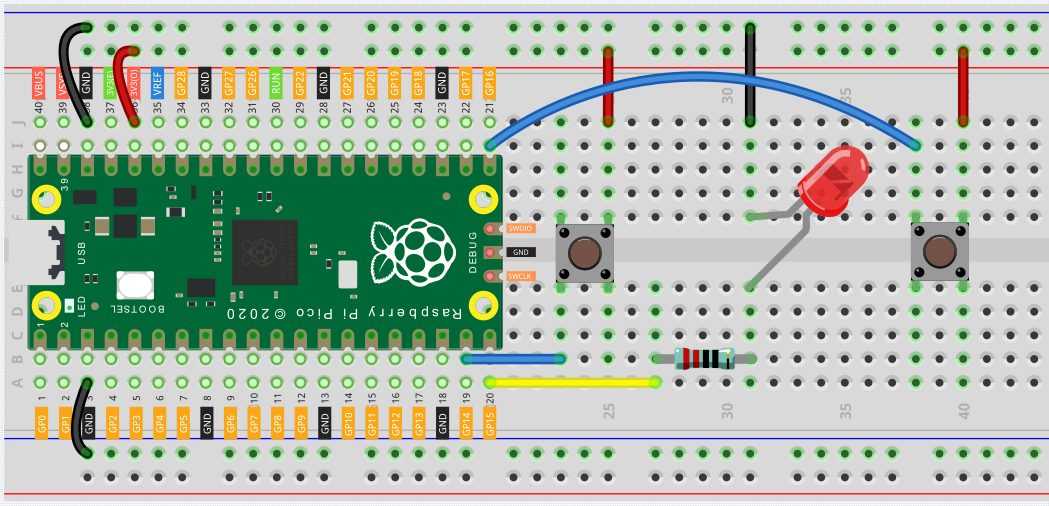 VBUS VSYS GND 3V3(E) 3V3(O) VREF GP28 GND GP27 GP26 RUN GP22 GND GP21 GP20 GP19 GP18 GND GP17 GP16
40 39 38 37 36 35 34 33 32 31 30 29 28 27 26 25 24 23 22 21
30 35
J
I
H
G
F
39
USB
DEBUG
SWDIO
GND
SWCLK
E
D
C
B
A
1 2
LED
BOOTSEL
Raspberry Pi Pico © 2020
1 2 3 4 5 6 7 8 9 10 11 12 13 14 15 16 17 18 19 20
25 30 35 40
GP0 GP1 GND GP2 GP3 GP4 GP5 GND GP6 GP7 GP8 GP9 GND GP10 GP11 GP12 GP13 GND GP14 GP15